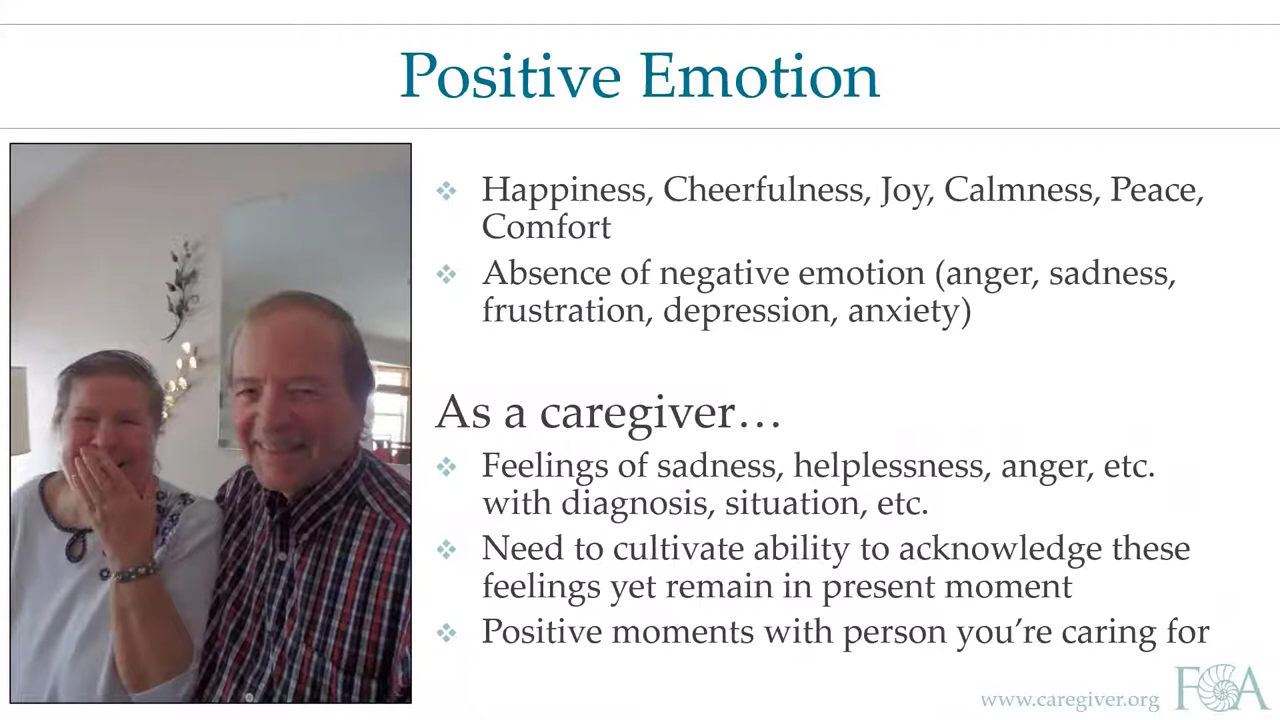 Positive Emotion
Happiness, Cheerfulness, Joy, Calmness, Peace,
Comfort
Absence of negative emotion (anger, sadness,
frustration, depression, anxiety)
As a caregiver…
Feelings of sadness, helplessness, anger, etc.
with diagnosis, situation, etc.
Need to cultivate ability to acknowledge these
feelings yet remain in present moment
Positive moments with person you’re caring for
www.caregiver.org FCA